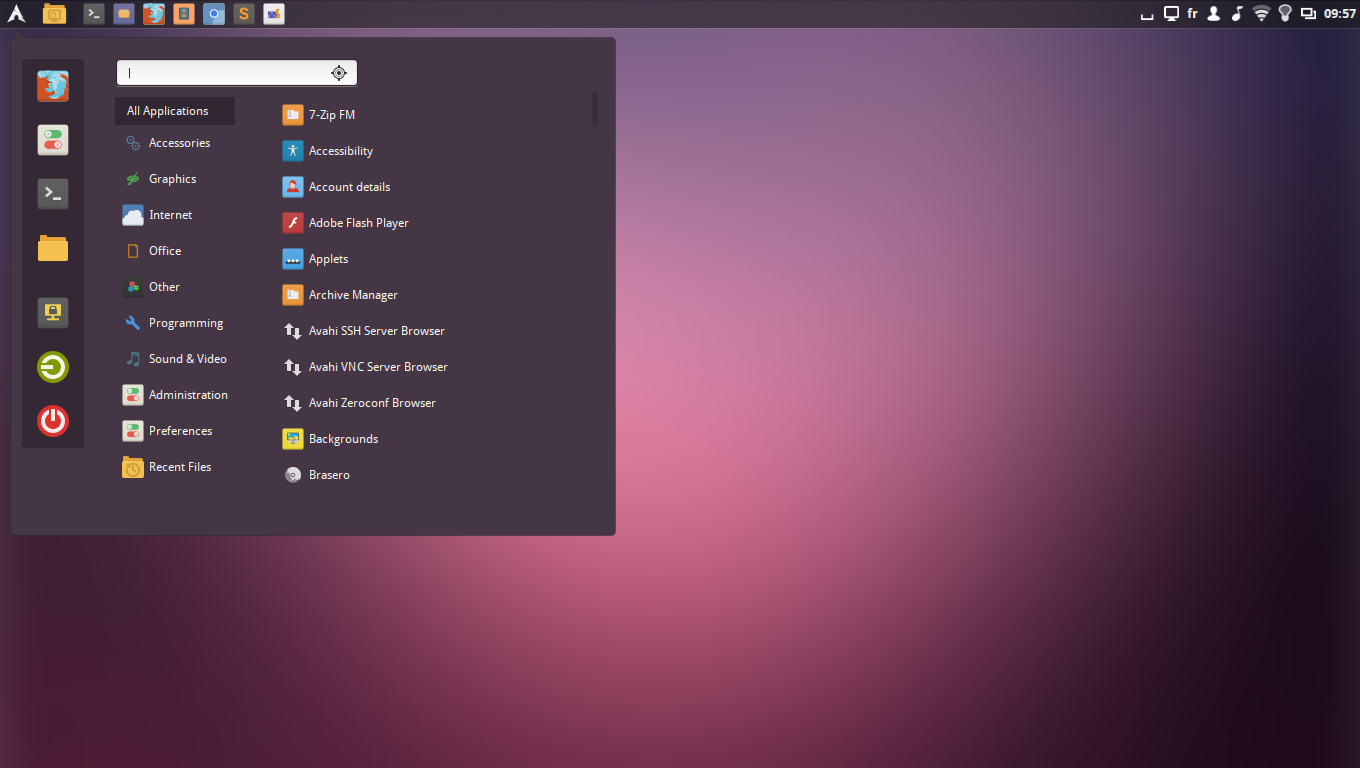 fr
09:57
All Applications
Accessories
Graphics
Internet
Office
Other
Programming
Sound & Video
Administration
Preferences
Recent Files
7-Zip FM
Accessibility
Account details
Adobe Flash Player
Applets
Archive Manager
Avahi SSH Server Browser
Avahi VNC Server Browser
Avahi Zeroconf Browser
Backgrounds
Brasero